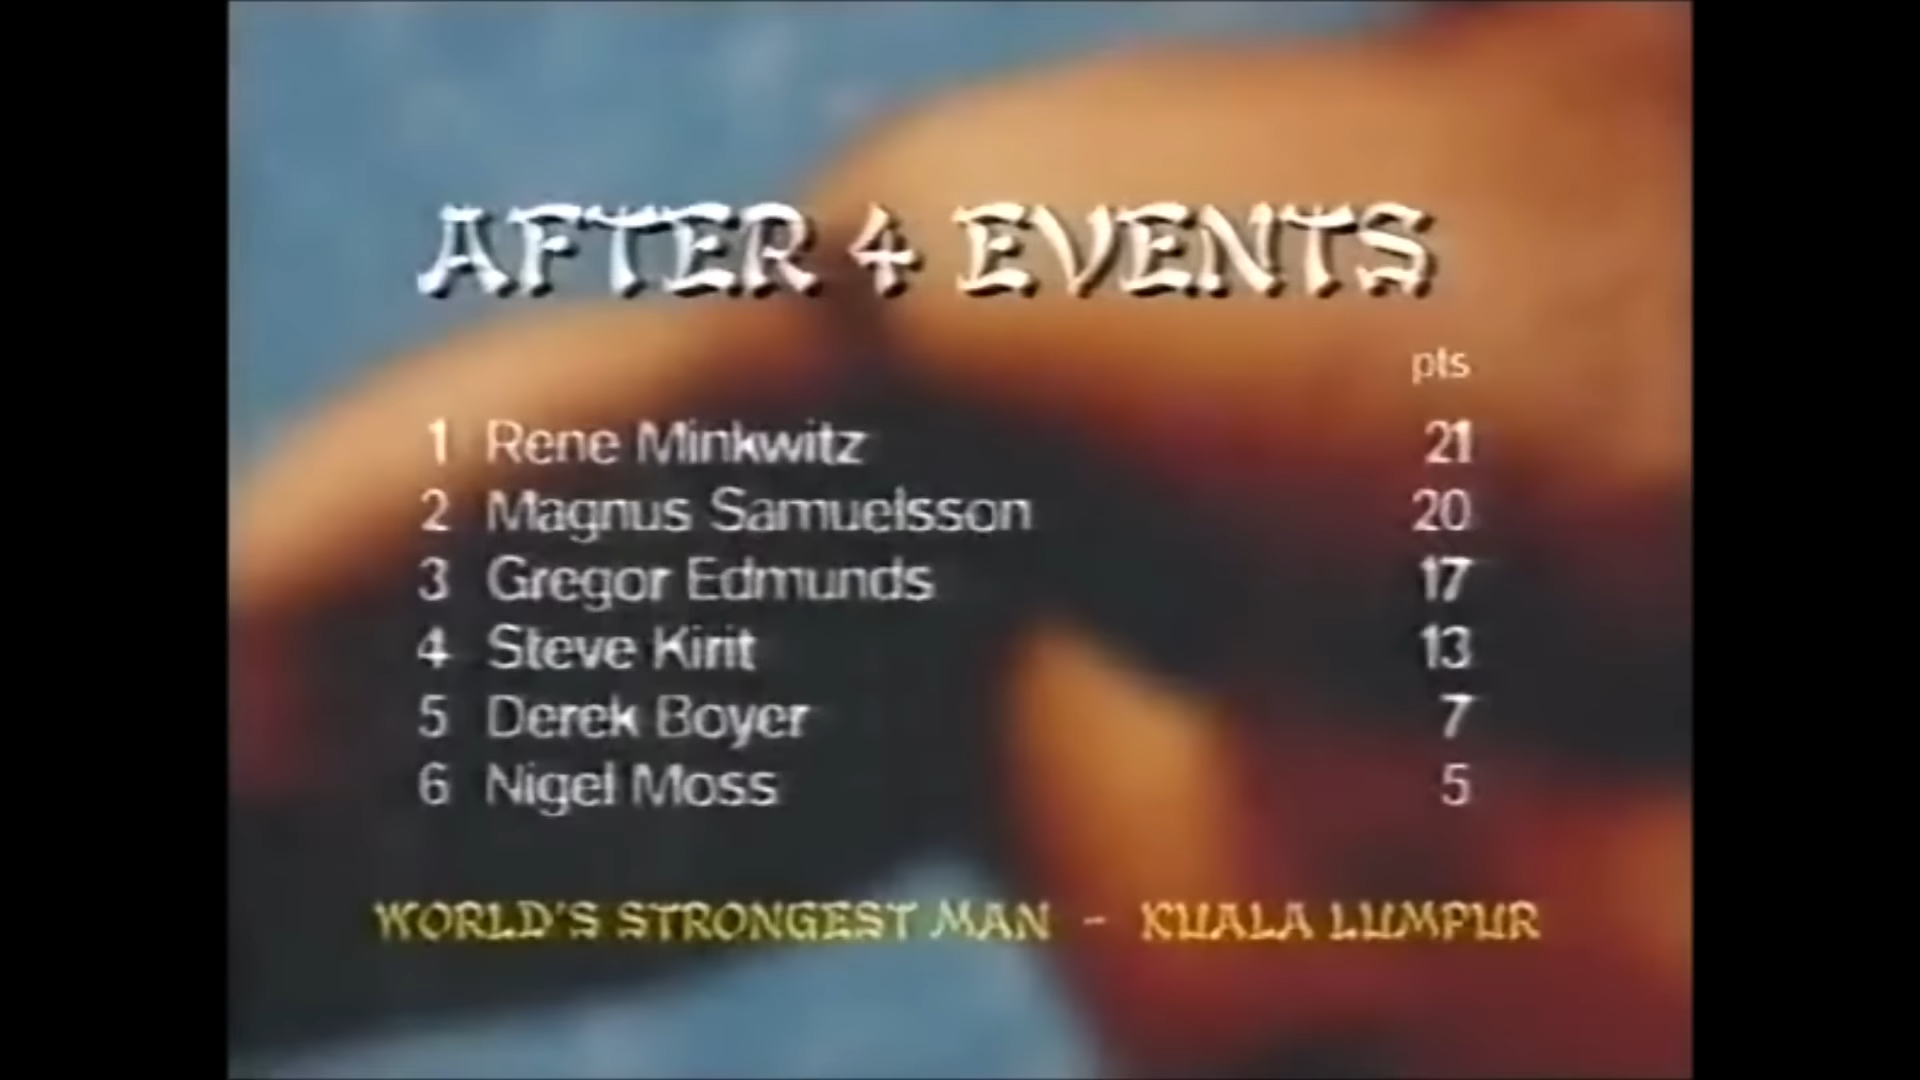 AFTER 4 EVENTS
pts
1 Rene Minkwitz 21
2 Magnus Samuelsson 20
3 Gregor Edmunds 17
4 Steve Kirit 13
5 Derek Boyer 7
6 Nigel Moss 5
WORLD'S STRONGEST MAN - KUALA LUMPUR